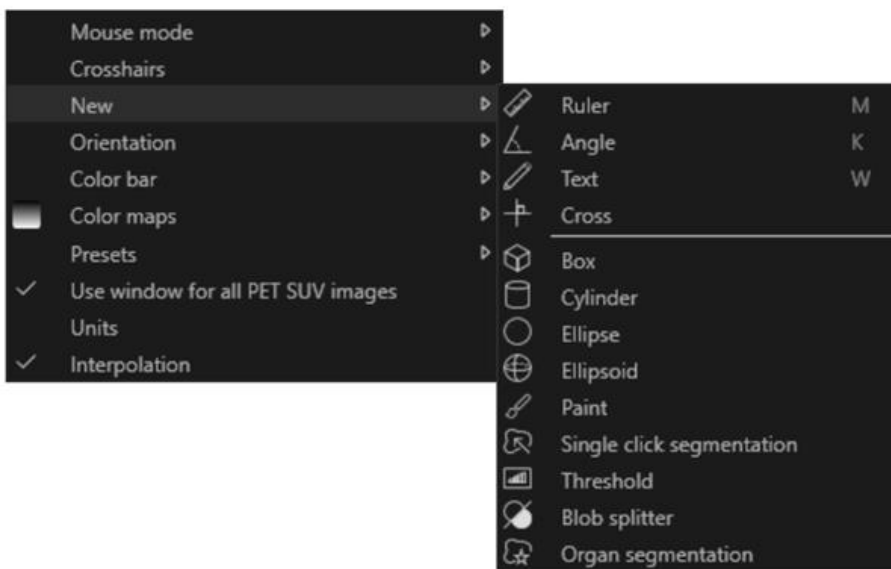 Mouse mode
Crosshairs
New
Orientation
Color bar
Color maps
Presets
Use window for all PET SUV images
Units
Interpolation
Ruler M
Angle K
Text W
Cross
Box
Cylinder
Ellipse
Ellipsoid
Paint
Single click segmentation
Threshold
Blob splitter
Organ segmentation